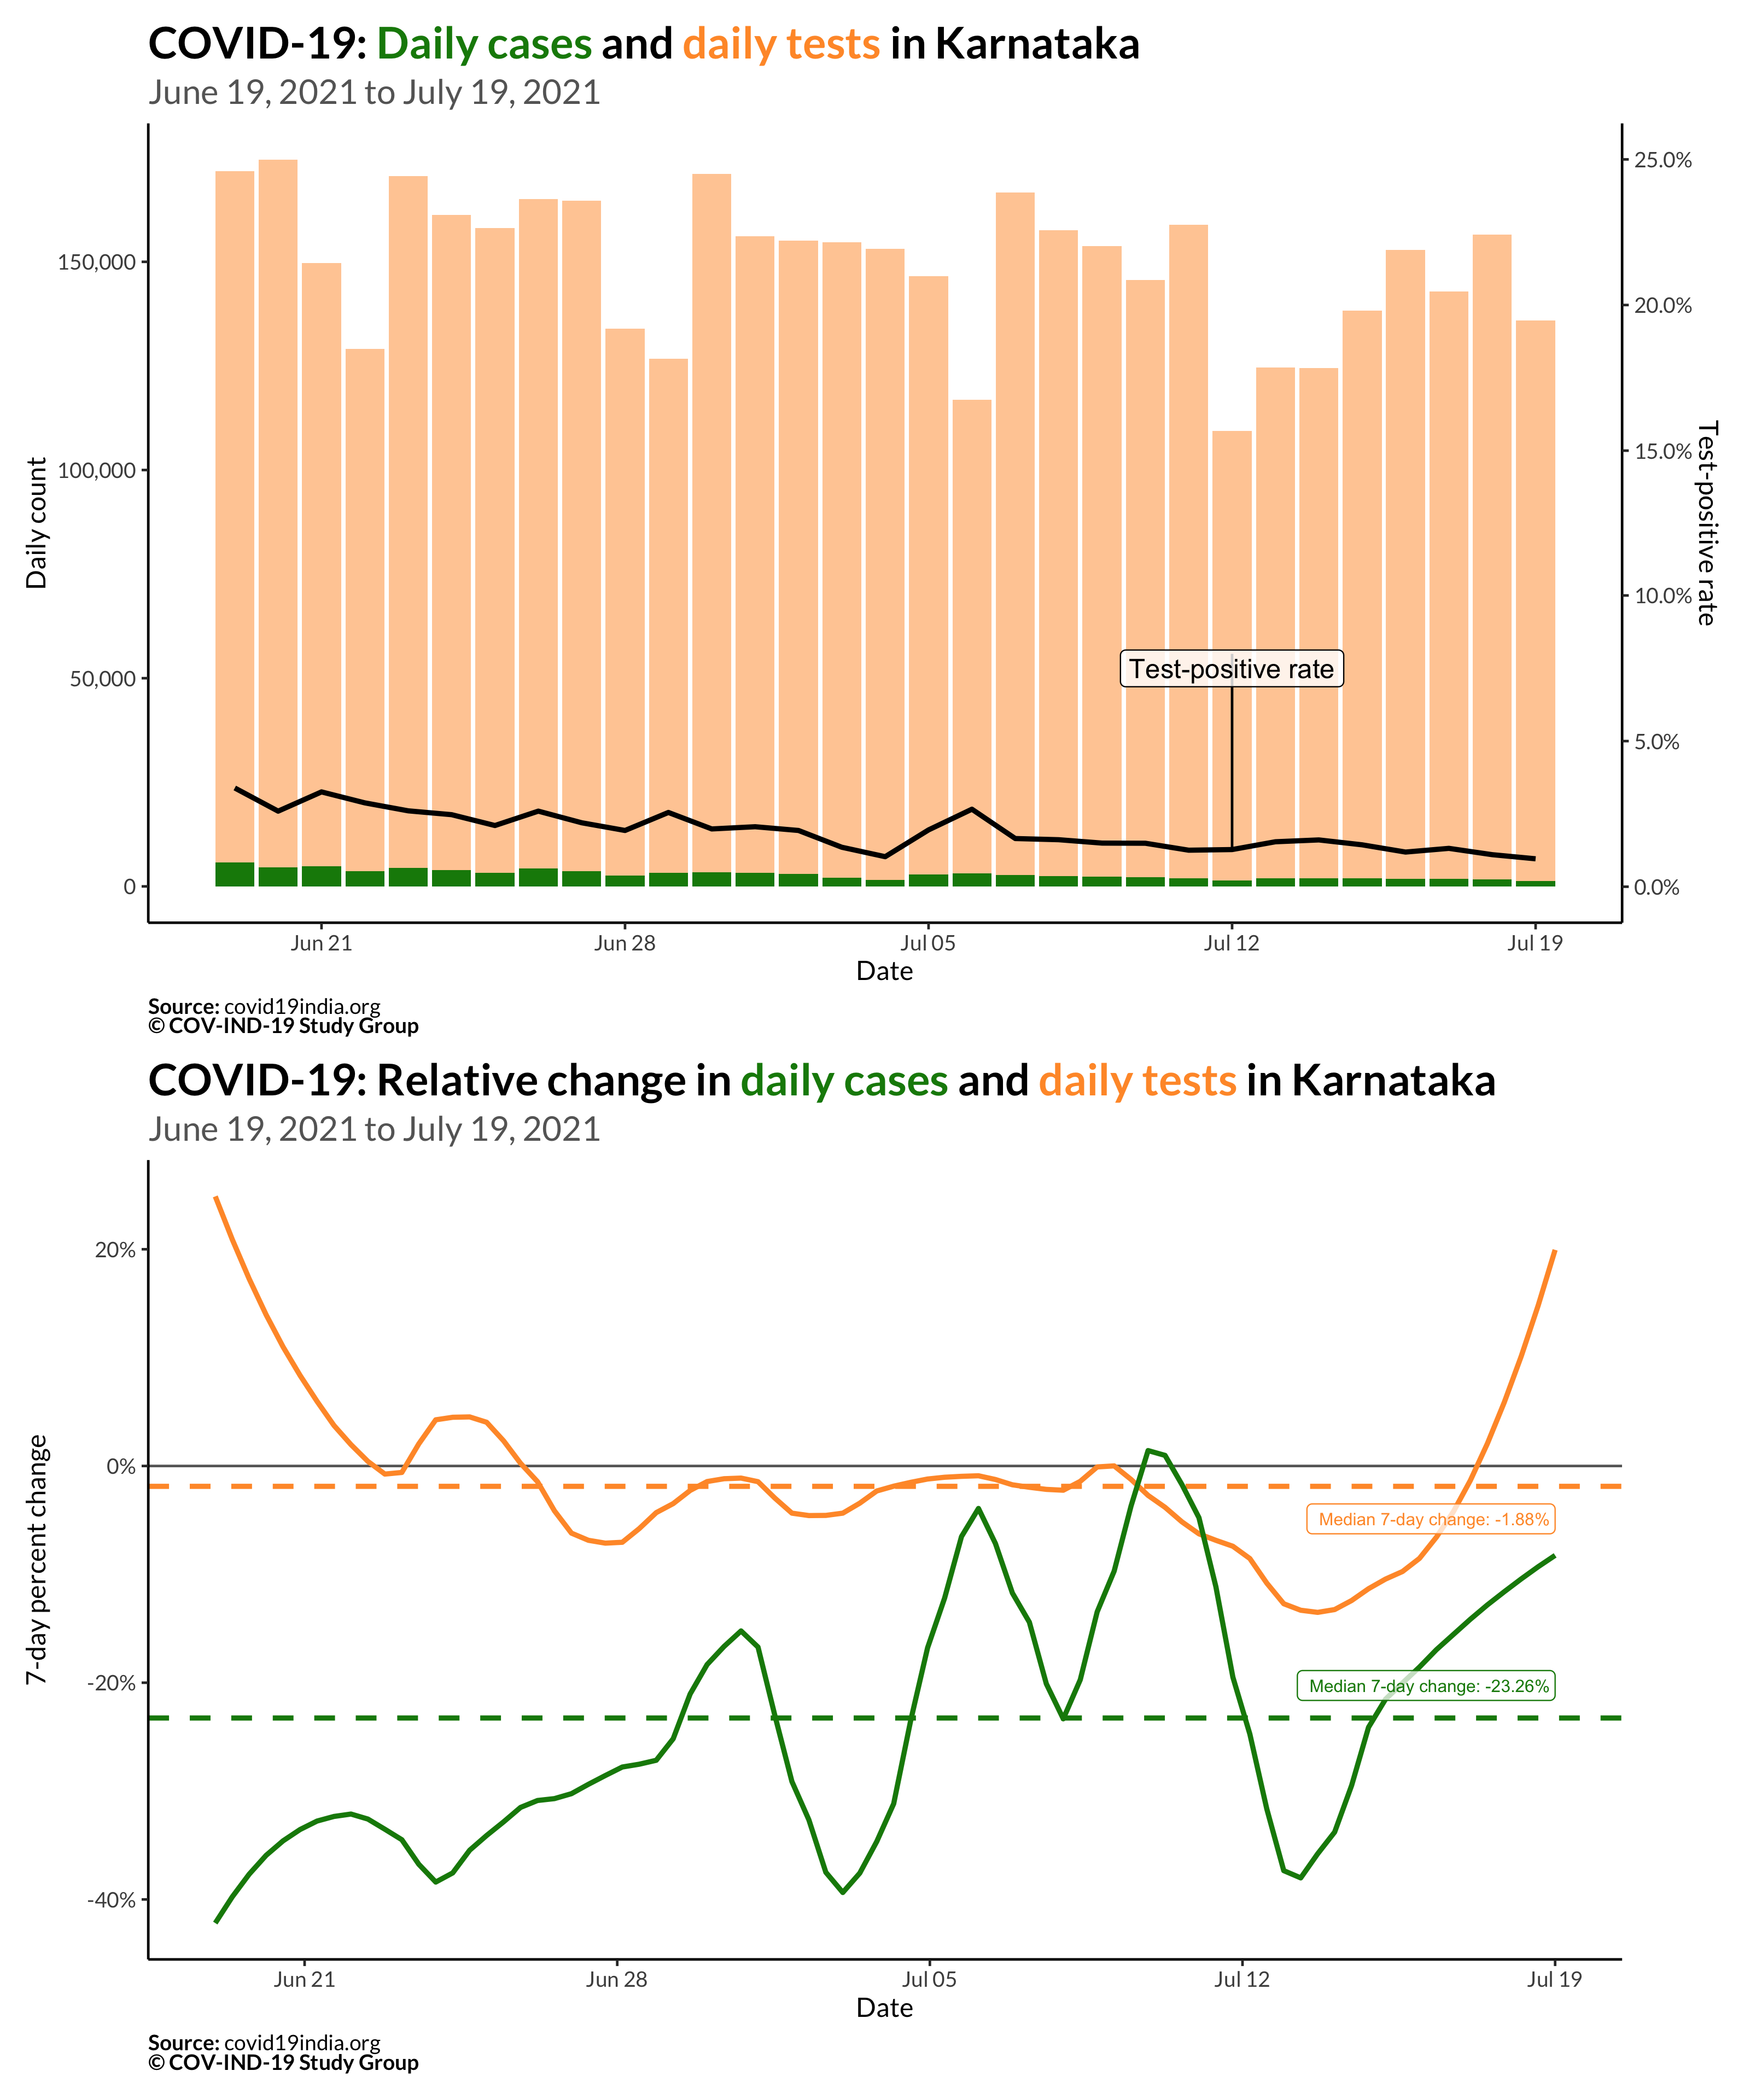 COVID-19: Daily cases and daily tests in Karnataka
June 19, 2021 to July 19, 2021
Daily count
150,000
100,000
50,000
0
25.0%
20.0%
15.0%
10.0%
5.0%
0.0%
Test-positive rate
Test-positive rate
Jun 21
Jun 28
Jul 05
Jul 12
Jul 19
Date
Source: covid19india.org
© COV-IND-19 Study Group
COVID-19: Relative change in daily cases and daily tests in Karnataka
June 19, 2021 to July 19, 2021
7-day percent change
20%
0%
-20%
-40%
Median 7-day change: -1.88%
Median 7-day change: -23.26%
Jun 21
Jun 28
Jul 05
Jul 12
Jul 19
Date
Source: covid19india.org
© COV-IND-19 Study Group